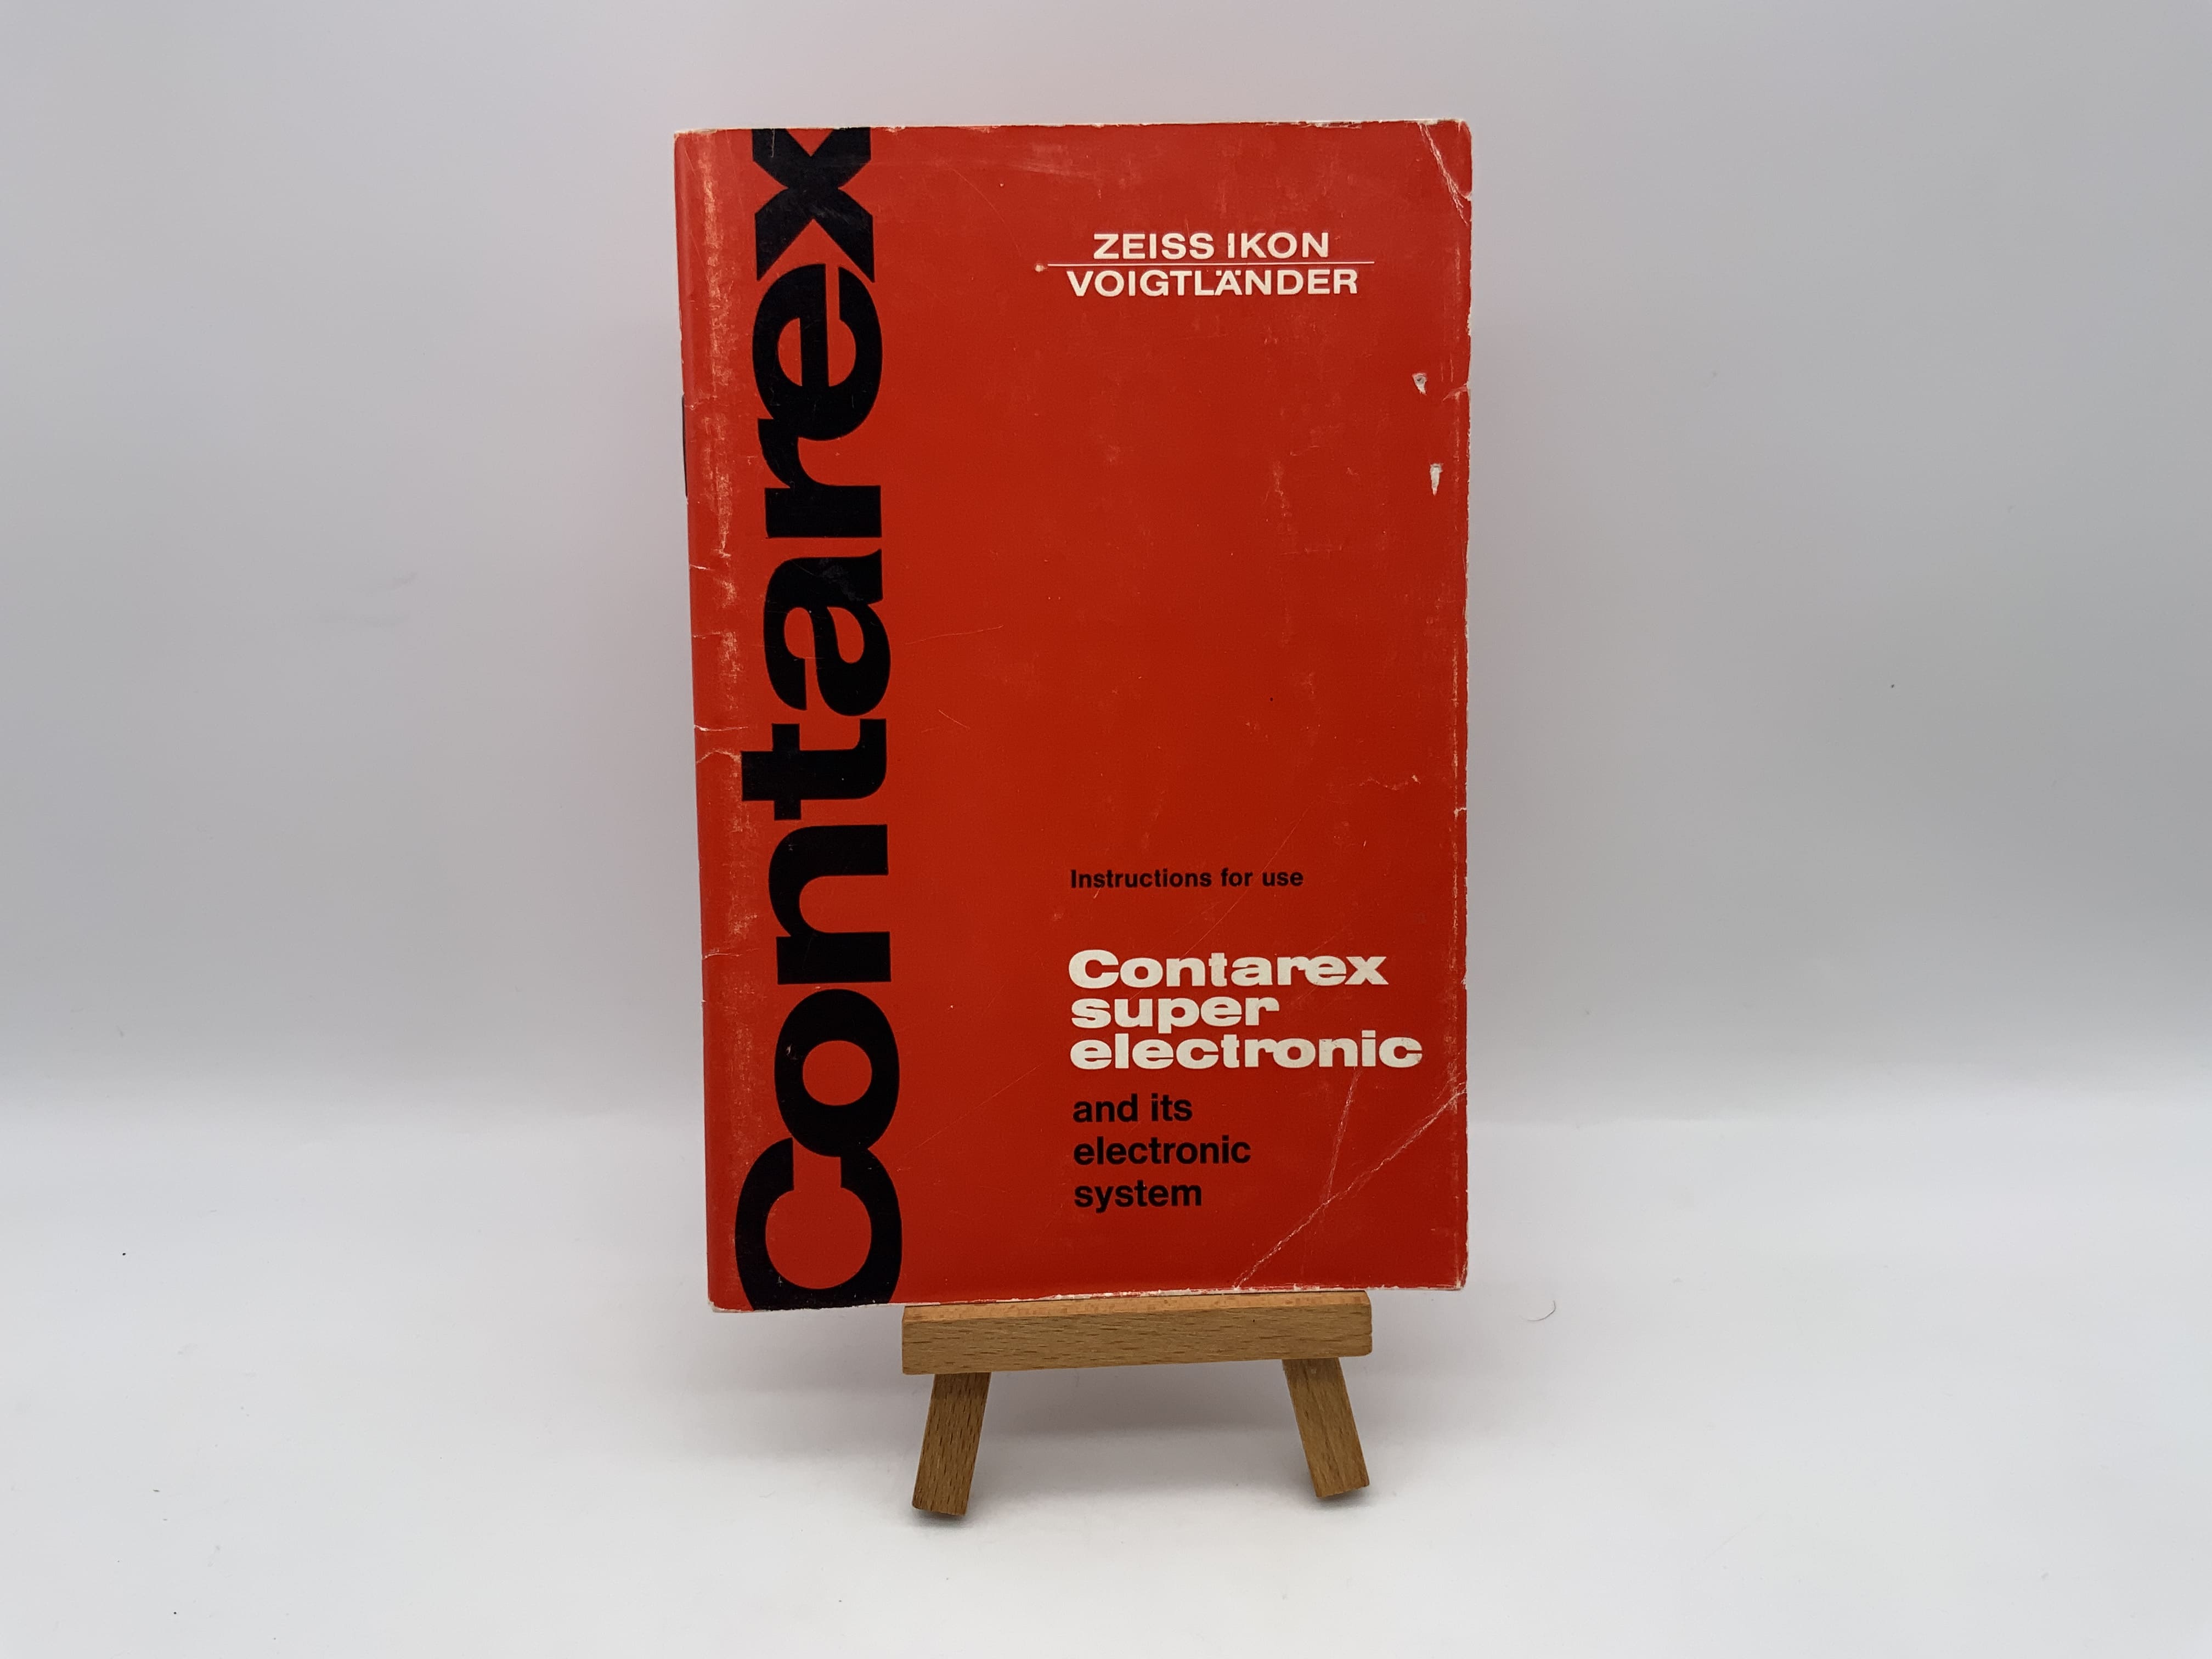 Contarex
ZEISS IKON
VOIGTLÄNDER
Instructions for use
Contarex
super
electronic
and its
electronic
system